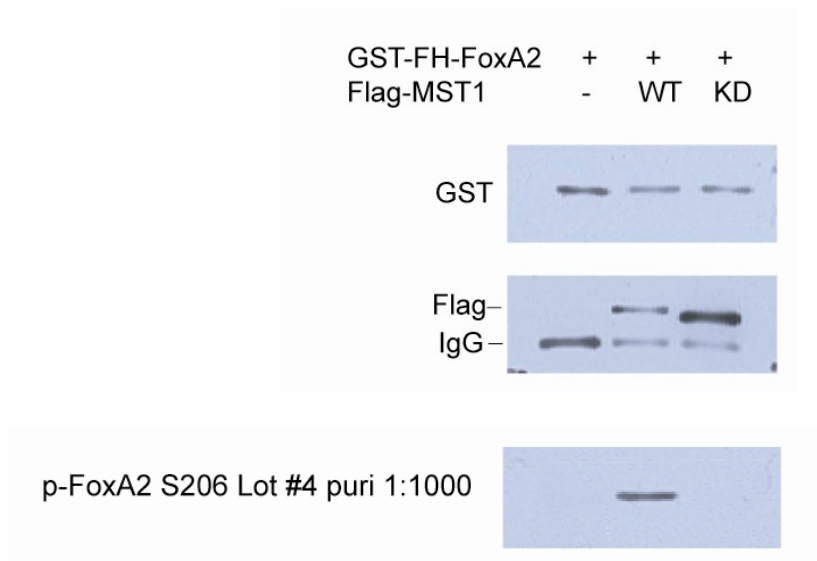 GST-FH-FoxA2 + + +
Flag-MST1 - WT KD
GST
Flag–
IgG–
p-FoxA2 S206 Lot #4 puri 1:1000